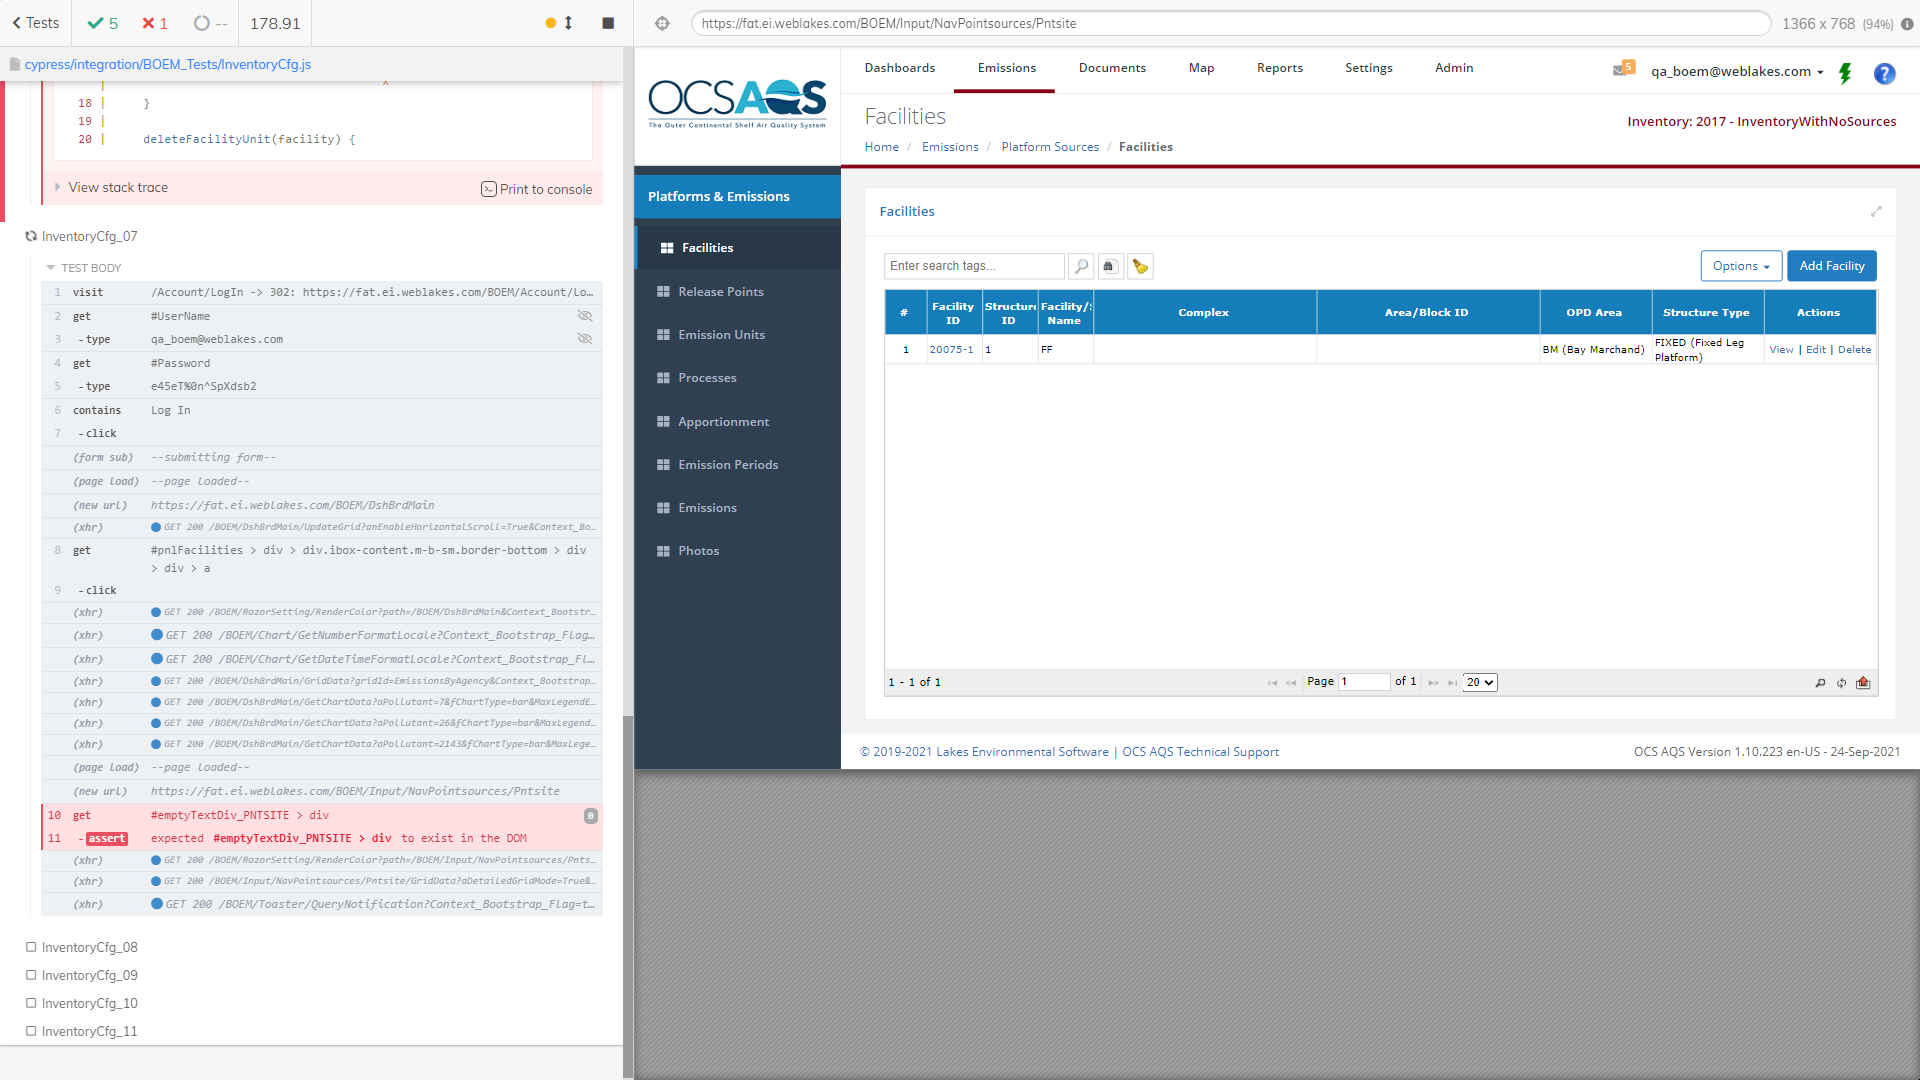 Tests
5
1
--
178.91
cypress/integration/BOEM_Tests/InventoryCfg.js
| ^
18 | }
19 |
20 | deleteFacilityUnit(facility) {
View stack trace
Print to console
InventoryCfg_07
TEST BODY
1 visit /Account/LogIn -> 302: https://fat.ei.weblakes.com/BOEM/Account/Lo…
2 get #UserName
3 -type qa_boem@weblakes.com
4 get #Password
5 -type e45eT%0n^SpXdsb2
6 contains Log In
7 -click
(form sub) --submitting form--
(page load) --page loaded--
(new url) https://fat.ei.weblakes.com/BOEM/DshBrdMain
(xhr) GET 200 /BOEM/DshBrdMain/UpdateGrid?anEnableHorizontalScroll=True&Context_Bo…
8 get #pnlFacilities > div > div.ibox-content.m-b-sm.border-bottom > div
> div > a
9 -click
(xhr) GET 200 /BOEM/RazorSetting/RenderColor?path=/BOEM/DshBrdMain&Context_Bootstr…
(xhr) GET 200 /BOEM/Chart/GetNumberFormatLocale?Context_Bootstrap_Flag…
(xhr) GET 200 /BOEM/Chart/GetDateTimeFormatLocale?Context_Bootstrap_Fl…
(xhr) GET 200 /BOEM/DshBrdMain/GridData?gridId=EmissionsByAgency&Context_Bootstrap…
(xhr) GET 200 /BOEM/DshBrdMain/GetChartData?aPollutant=7&fChartType=bar&MaxLegendE…
(xhr) GET 200 /BOEM/DshBrdMain/GetChartData?aPollutant=26&fChartType=bar&MaxLegend…
(xhr) GET 200 /BOEM/DshBrdMain/GetChartData?aPollutant=2143&fChartType=bar&MaxLege…
(page load) --page loaded--
(new url) https://fat.ei.weblakes.com/BOEM/Input/NavPointsources/Pntsite
10 get #emptyTextDiv_PNTSITE > div 0
11 -assert expected #emptyTextDiv_PNTSITE > div to exist in the DOM
(xhr) GET 200 /BOEM/RazorSetting/RenderColor?path=/BOEM/Input/NavPointsources/Pnts…
(xhr) GET 200 /BOEM/Input/NavPointsources/Pntsite/GridData?aDetailedGridMode=True&…
(xhr) GET 200 /BOEM/Toaster/QueryNotification?Context_Bootstrap_Flag=t…
InventoryCfg_08
InventoryCfg_09
InventoryCfg_10
InventoryCfg_11
https://fat.ei.weblakes.com/BOEM/Input/NavPointsources/Pntsite
1366 x 768 (94%)
OCSAQS
The Outer Continental Shelf Air Quality System
Dashboards Emissions Documents Map Reports Settings Admin
5 qa_boem@weblakes.com ?
Facilities
Inventory: 2017 - InventoryWithNoSources
Home / Emissions / Platform Sources / Facilities
Platforms & Emissions
Facilities
Release Points
Emission Units
Processes
Apportionment
Emission Periods
Emissions
Photos
Facilities
Enter search tags...
Options Add Facility
# Facility ID Structure ID Facility/S Name Complex Area/Block ID OPD Area Structure Type Actions
1 20075-1 1 FF BM (Bay Marchand) FIXED (Fixed Leg Platform) View | Edit | Delete
1 - 1 of 1 Page 1 of 1 20
© 2019-2021 Lakes Environmental Software | OCS AQS Technical Support
OCS AQS Version 1.10.223 en-US - 24-Sep-2021